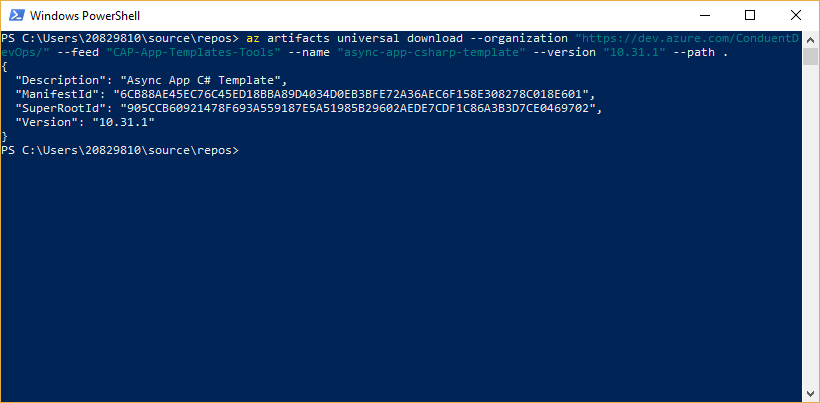 Windows PowerShell
PS C:\Users\20829810\source\repos> az artifacts universal download --organization "https://dev.azure.com/ConduentD
evOps/" --feed "CAP-App-Templates-Tools" --name "async-app-csharp-template" --version "10.31.1" --path .
{
  "Description": "Async App C# Template",
  "ManifestId": "6CB88AE45EC76C45ED18BBA89D4034D0EB3BFE72A36AEC6F158E308278C018E601",
  "SuperRootId": "905CCB60921478F693A559187E5A51985B29602AEDE7CDF1C86A3B3D7CE0469702",
  "Version": "10.31.1"
}
PS C:\Users\20829810\source\repos>